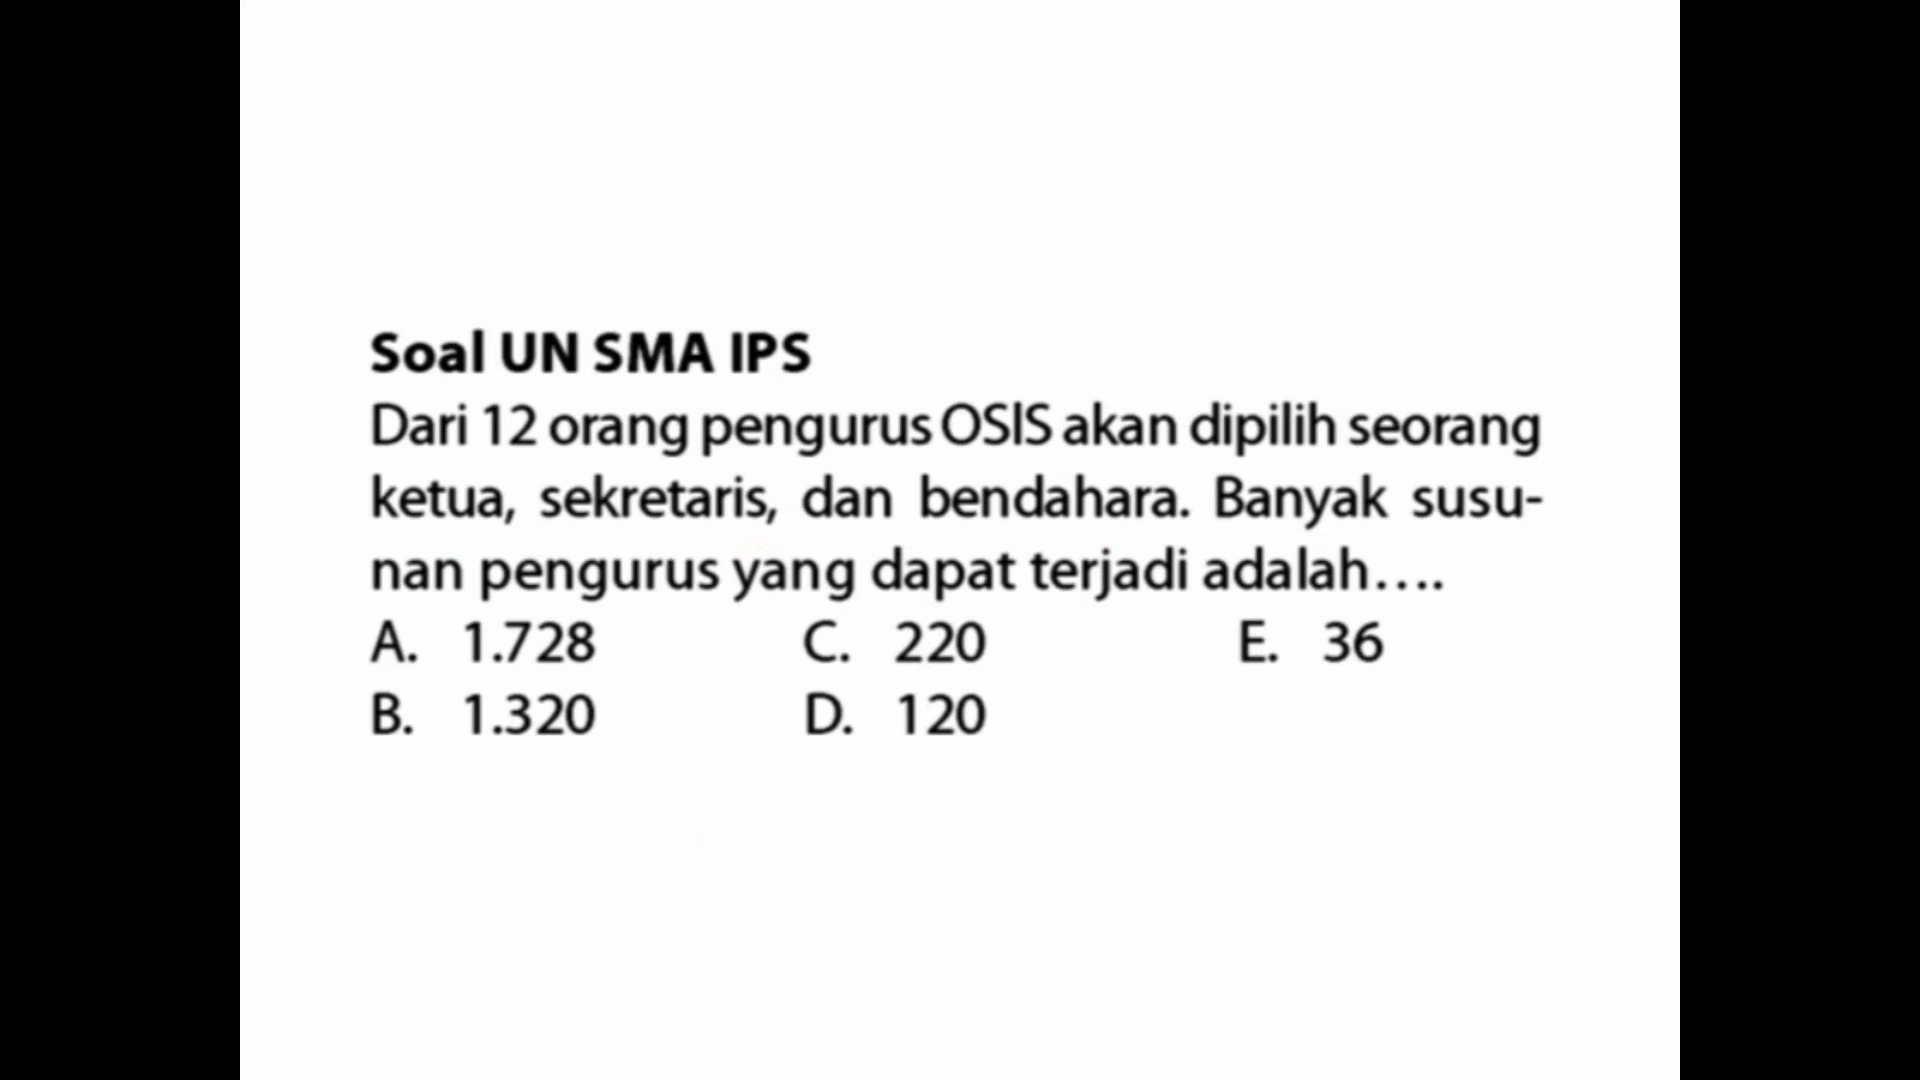 Soal UN SMA IPS
Dari 12 orang pengurus OSIS akan dipilih seorang
ketua, sekretaris, dan bendahara. Banyak susu-
nan pengurus yang dapat terjadi adalah....
A. 1.728 C. 220 E. 36
B. 1.320 D. 120